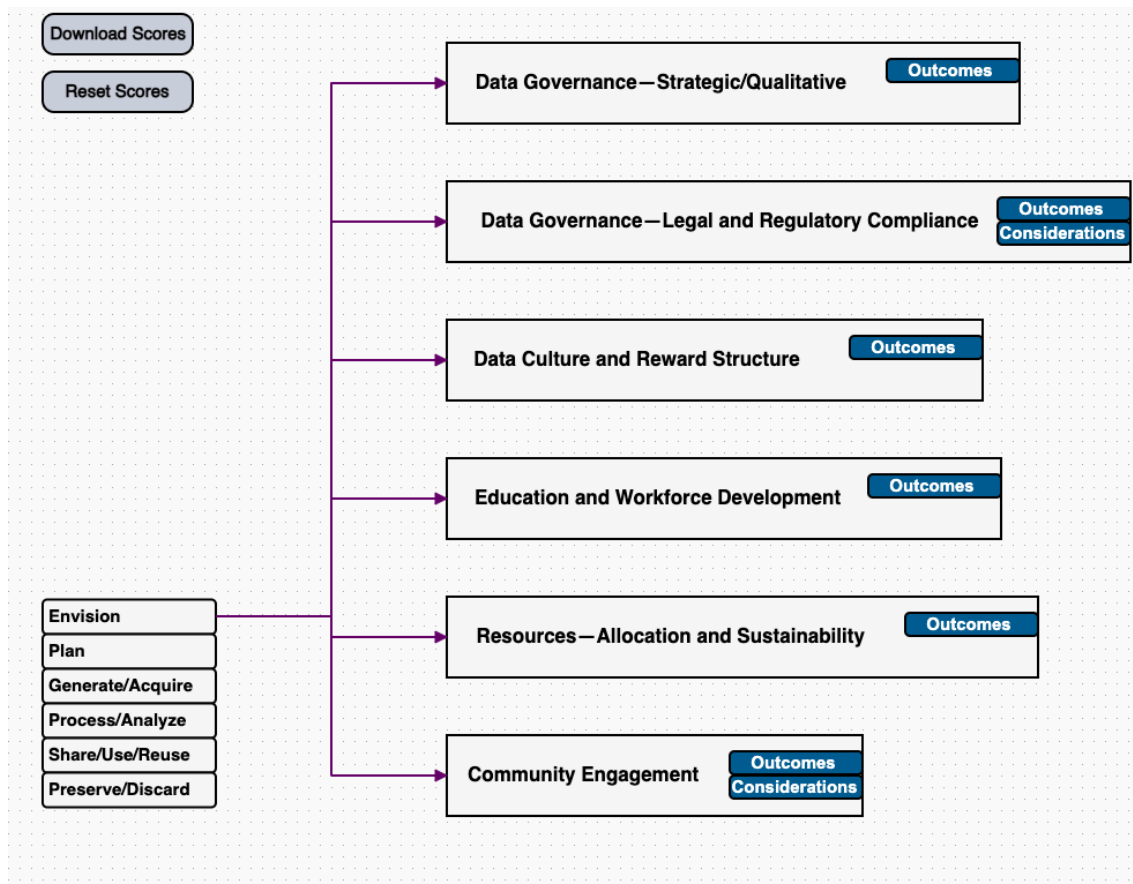 Download Scores
Reset Scores
Data Governance—Strategic/Qualitative
Outcomes
Data Governance—Legal and Regulatory Compliance
Outcomes
Considerations
Data Culture and Reward Structure
Outcomes
Education and Workforce Development
Outcomes
Envision
Plan
Generate/Acquire
Process/Analyze
Share/Use/Reuse
Preserve/Discard
Resources—Allocation and Sustainability
Outcomes
Community Engagement
Outcomes
Considerations